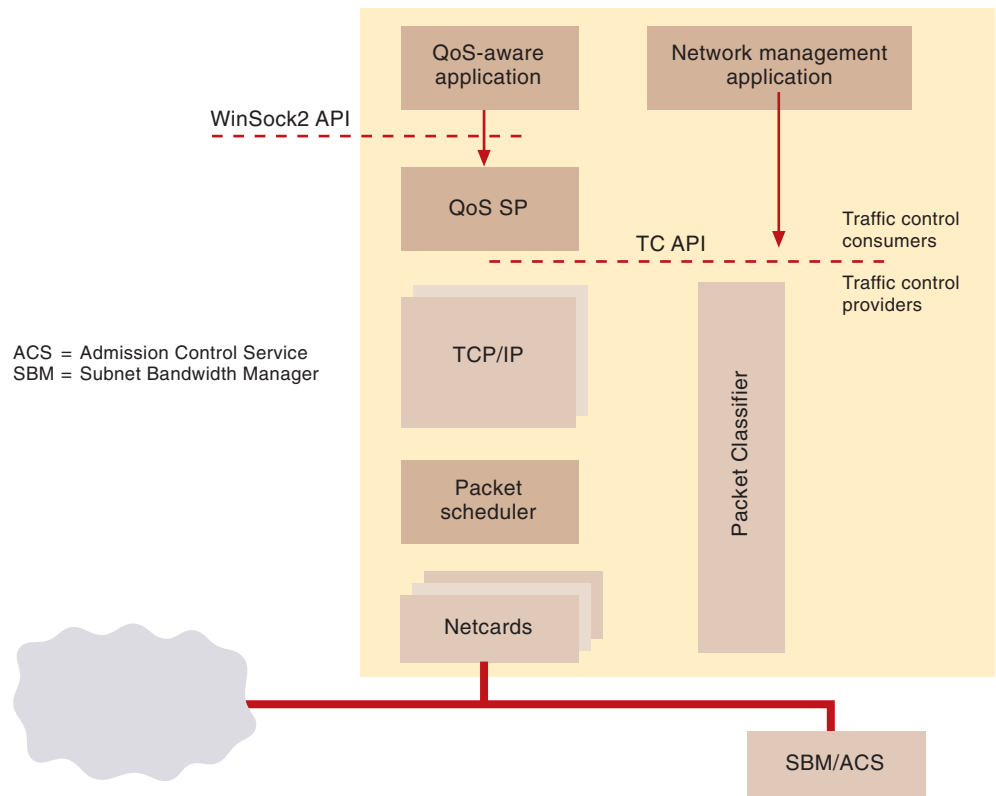 QoS-aware
application
Network management
application
WinSock2 API
QoS SP
TC API
Traffic control
consumers
Traffic control
providers
TCP/IP
ACS = Admission Control Service
SBM = Subnet Bandwidth Manager
Packet Classifier
Packet
scheduler
Netcards
SBM/ACS